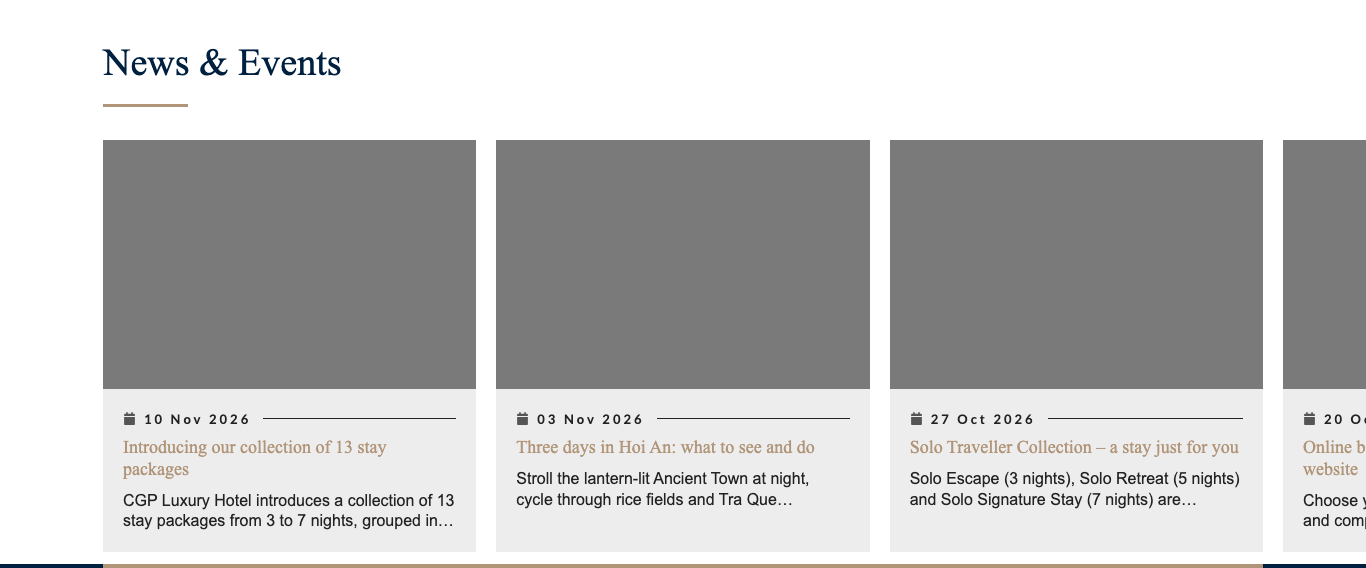 News & Events
10 Nov 2026
Introducing our collection of 13 stay
packages
CGP Luxury Hotel introduces a collection of 13
stay packages from 3 to 7 nights, grouped in…
03 Nov 2026
Three days in Hoi An: what to see and do
Stroll the lantern-lit Ancient Town at night,
cycle through rice fields and Tra Que…
27 Oct 2026
Solo Traveller Collection – a stay just for you
Solo Escape (3 nights), Solo Retreat (5 nights)
and Solo Signature Stay (7 nights) are…
20
Online
website
Choose
and